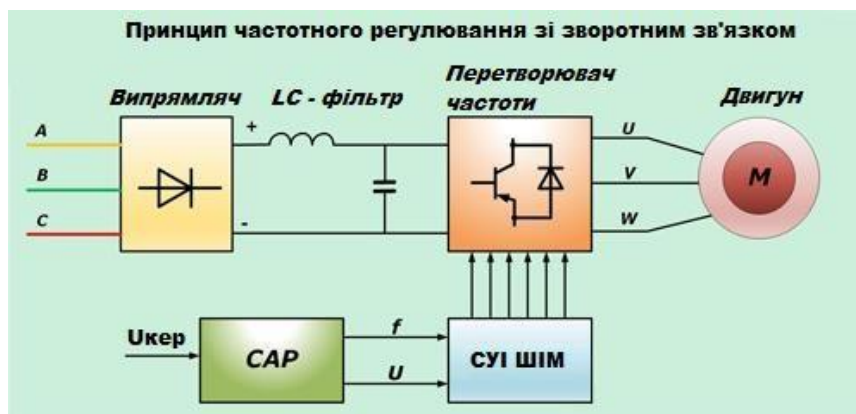 Принцип частотного регулювання зі зворотним зв'язком
Випрямляч
LC - фільтр
Перетворювач
частоти
Двигун
A
B
C
+
-
U
V
W
M
Uкер
САР
f
U
СУІ ШІМ